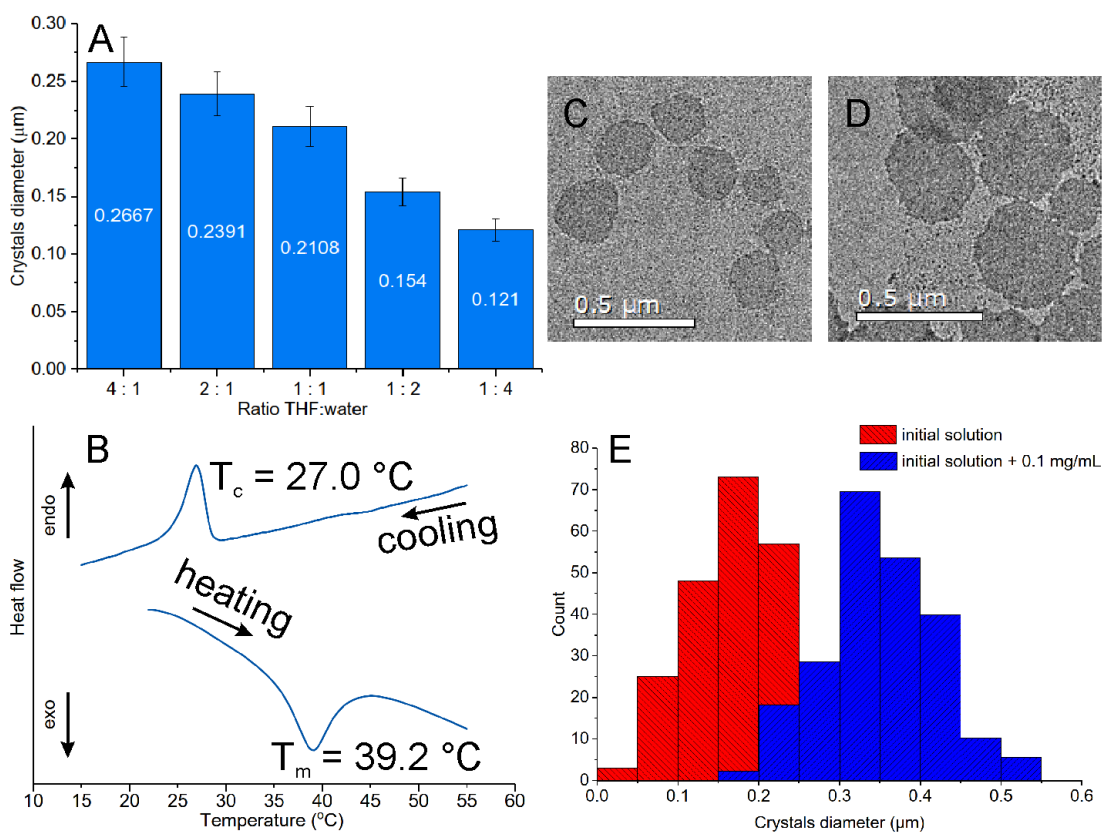 A
Crystals diameter (μm)
0.30
0.25
0.20
0.15
0.10
0.05
0.00
0.2667
0.2391
0.2108
0.154
0.121
4 : 1
2 : 1
1 : 1
1 : 2
1 : 4
Ratio THF:water
C
0.5 μm
D
0.5 μm
B
Heat flow
endo
exo
Tc = 27.0 °C
cooling
heating
Tm = 39.2 °C
10
15
20
25
30
35
40
45
50
55
60
Temperature (°C)
E
initial solution
initial solution + 0.1 mg/mL
Count
80
70
60
50
40
30
20
10
0
0.0
0.1
0.2
0.3
0.4
0.5
0.6
Crystals diameter (μm)